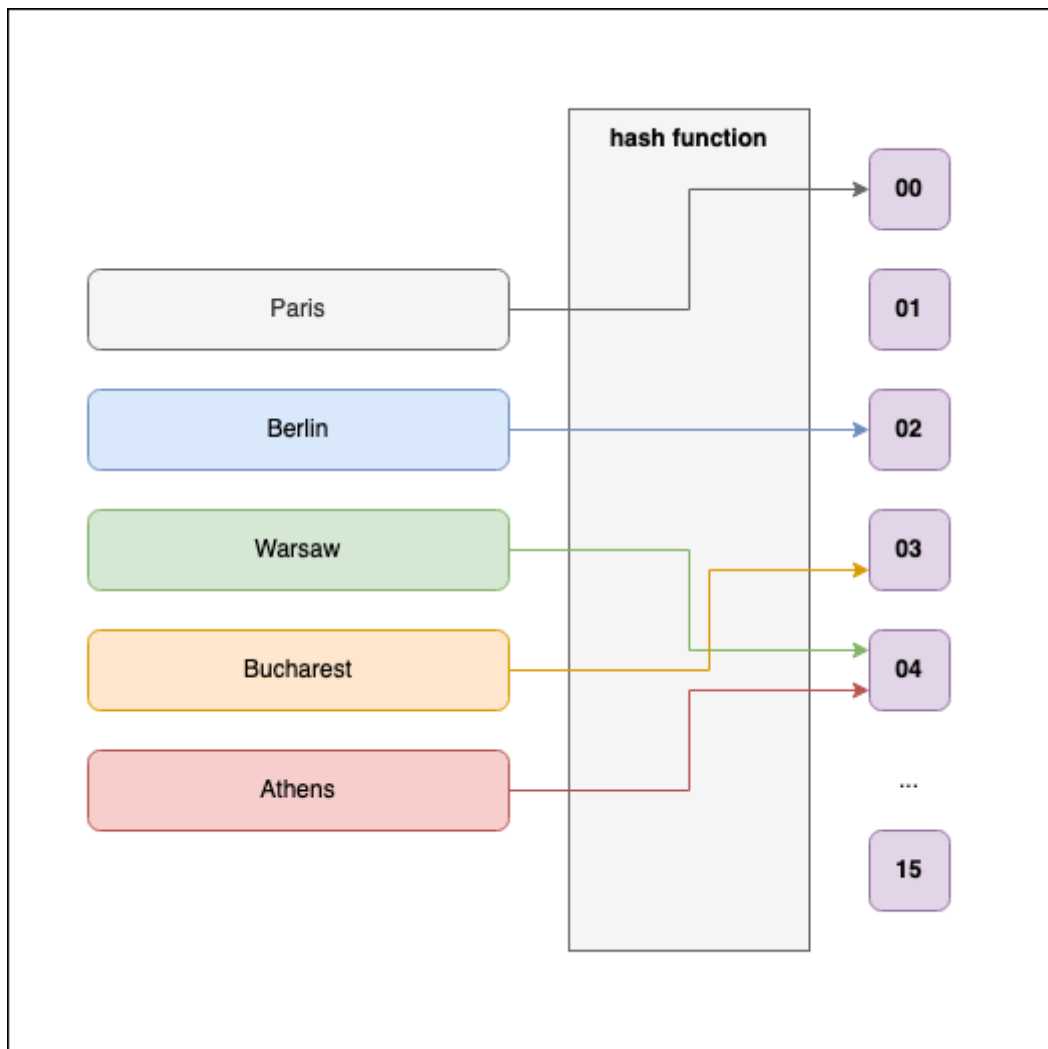 hash function
00
Paris
01
Berlin
02
Warsaw
03
Bucharest
04
Athens
...
15